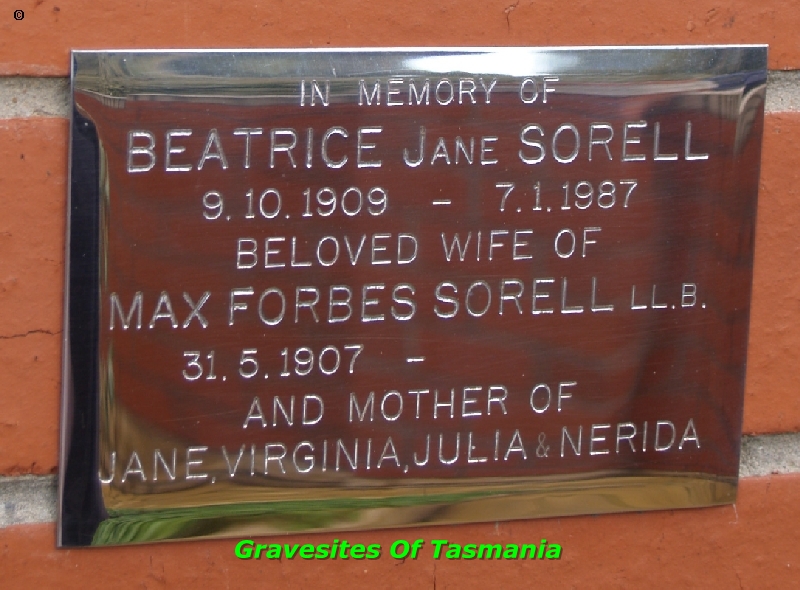 ©
IN MEMORY OF
BEATRICE JANE SORELL
9.10.1909 - 7.1.1987
BELOVED WIFE OF
MAX FORBES SORELL LL.B.
31.5.1907 -
AND MOTHER OF
JANE, VIRGINIA, JULIA & NERIDA
Gravesites Of Tasmania